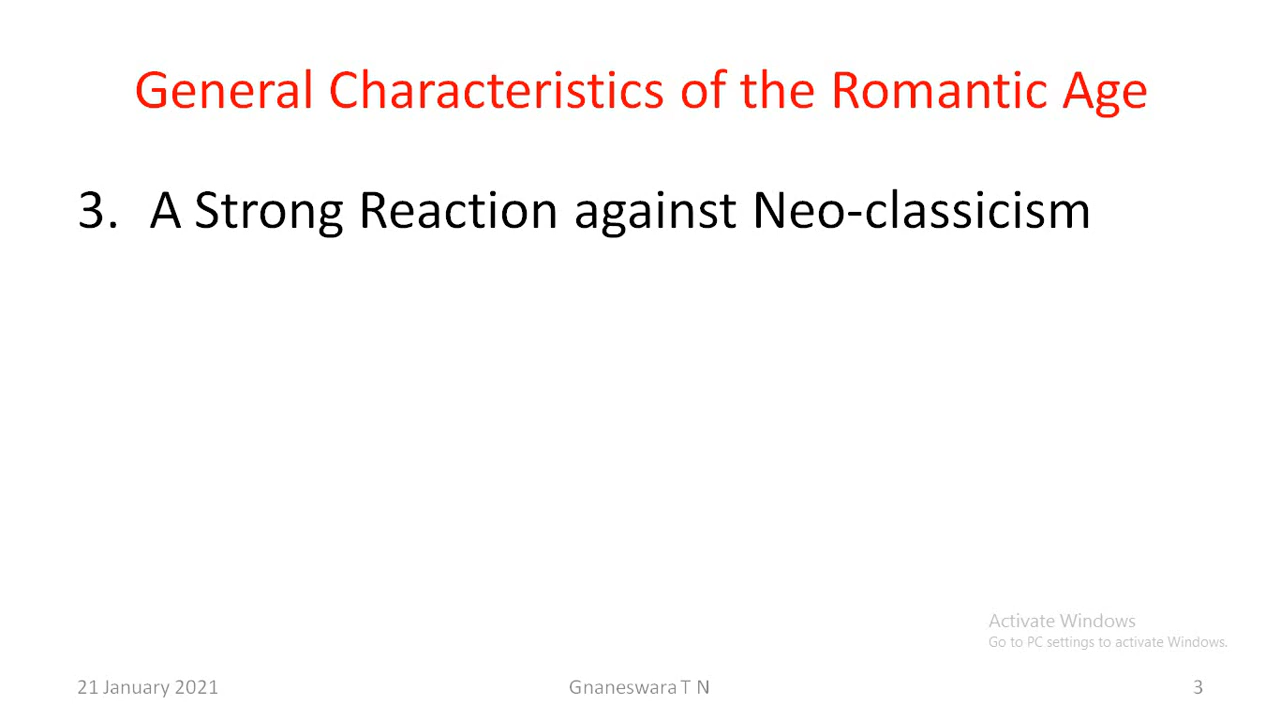 General Characteristics of the Romantic Age
3. A Strong Reaction against Neo-classicism
Activate Windows
Go to PC settings to activate Windows.
21 January 2021
Gnaneswara T N
3